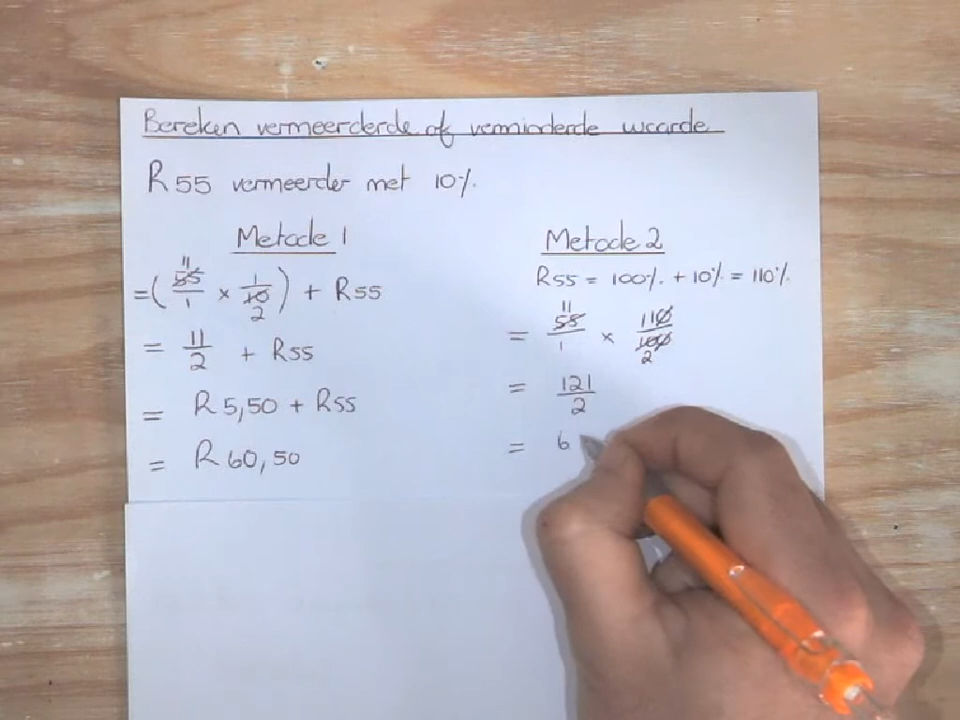 Bereken vermeerderde of verminderde waarde
R55 vermeerder met 10%.
Metode 1
=(55/1 11 × 1/10 2) + R55
= 11/2 + R55
= R5,50 + R55
= R60,50
Metode 2
R55 = 100% + 10% = 110%
= 55/1 11 × 110/100 2
= 121/2
= 6